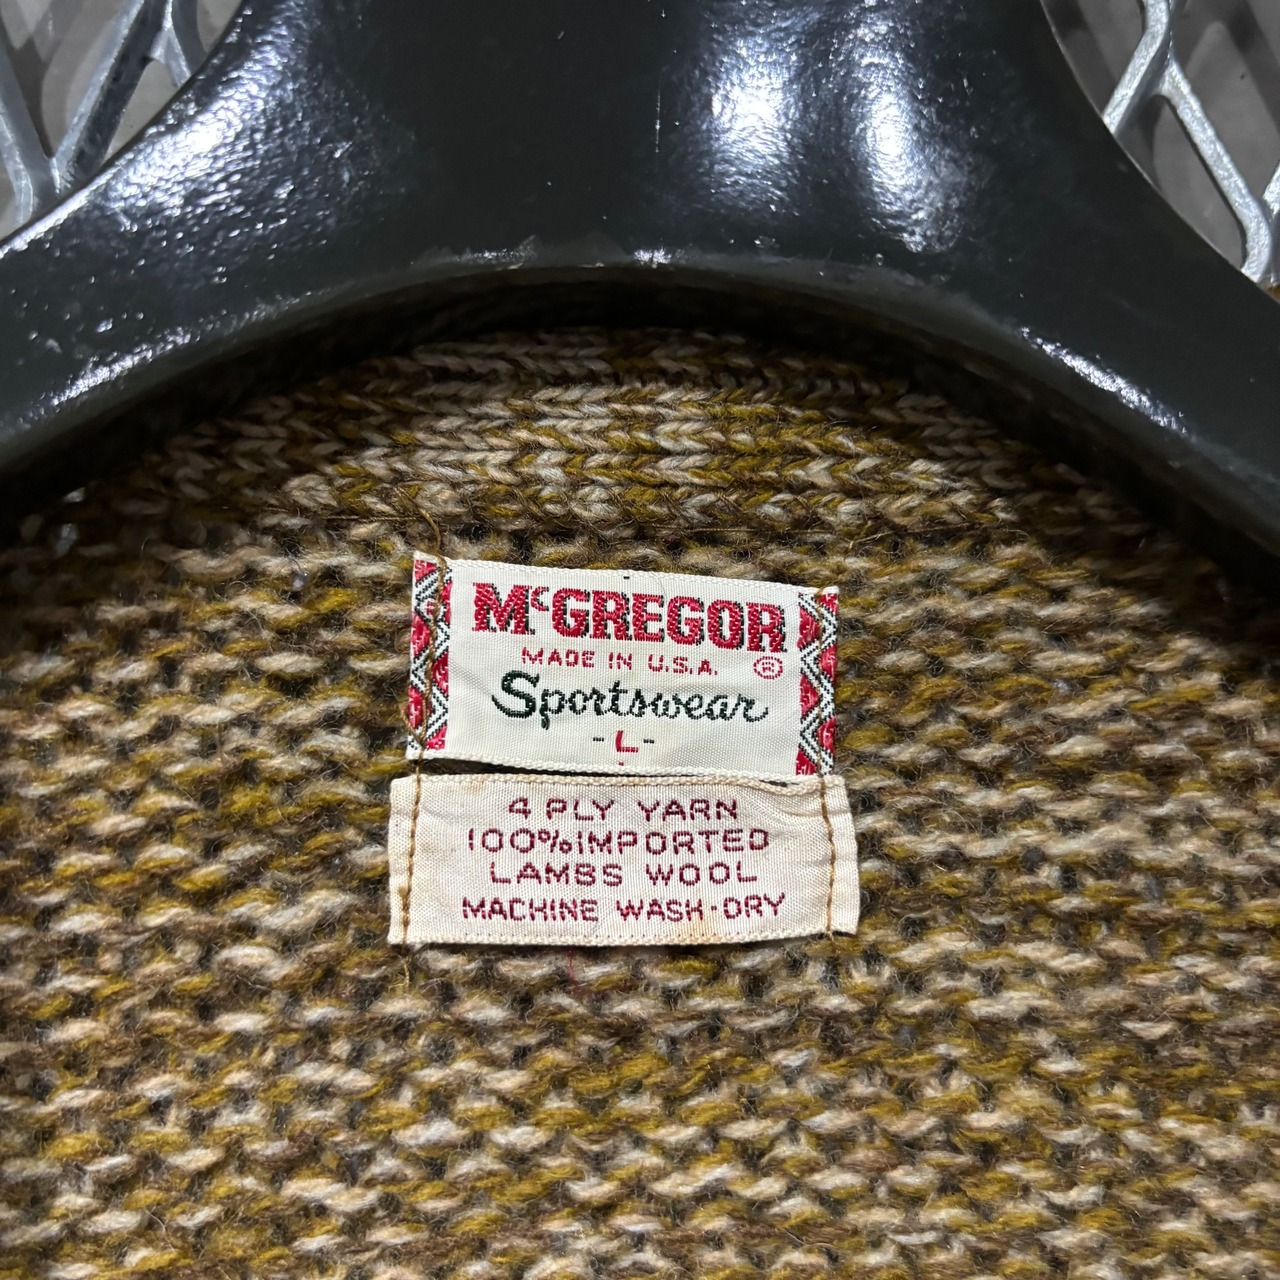 McGREGOR
MADE IN U.S.A. ®
Sportswear
-L-
4 PLY YARN
100% IMPORTED
LAMBS WOOL
MACHINE WASH·DRY